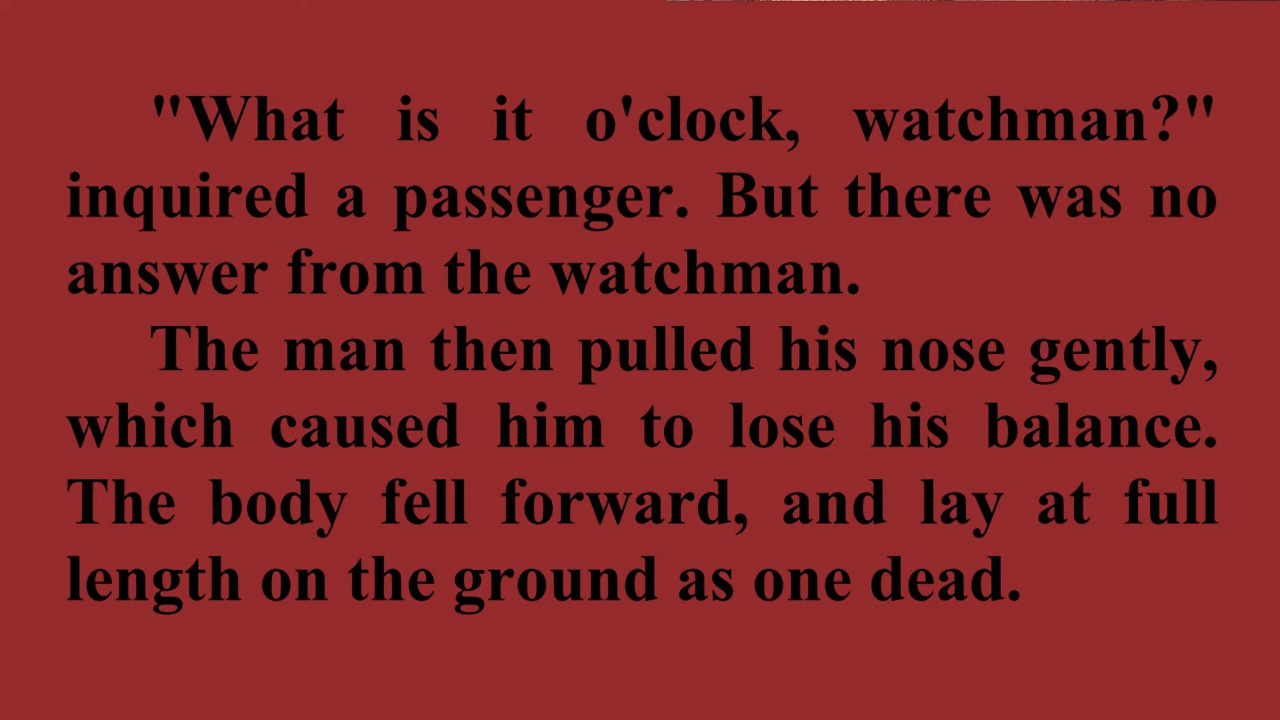 "What is it o'clock, watchman?"
inquired a passenger. But there was no
answer from the watchman.
The man then pulled his nose gently,
which caused him to lose his balance.
The body fell forward, and lay at full
length on the ground as one dead.